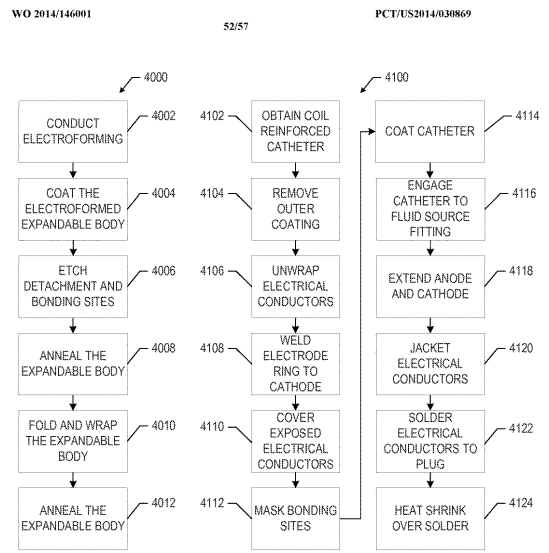 WO 2014/146001
PCT/US2014/030869
52/57
4000
CONDUCT
ELECTROFORMING
4002
COAT THE
ELECTROFORMED
EXPANDABLE BODY
4004
ETCH
DETACHMENT AND
BONDING SITES
4006
ANNEAL THE
EXPANDABLE BODY
4008
FOLD AND WRAP
THE EXPANDABLE
BODY
4010
ANNEAL THE
EXPANDABLE BODY
4012
4100
4102
OBTAIN COIL
REINFORCED
CATHETER
4104
REMOVE
OUTER
COATING
4106
UNWRAP
ELECTRICAL
CONDUCTORS
4108
WELD
ELECTRODE
RING TO
CATHODE
4110
COVER
EXPOSED
ELECTRICAL
CONDUCTORS
4112
MASK BONDING
SITES
COAT CATHETER
4114
ENGAGE
CATHETER TO
FLUID SOURCE
FITTING
4116
EXTEND ANODE
AND CATHODE
4118
JACKET
ELECTRICAL
CONDUCTORS
4120
SOLDER
ELECTRICAL
CONDUCTORS TO
PLUG
4122
HEAT SHRINK
OVER SOLDER
4124